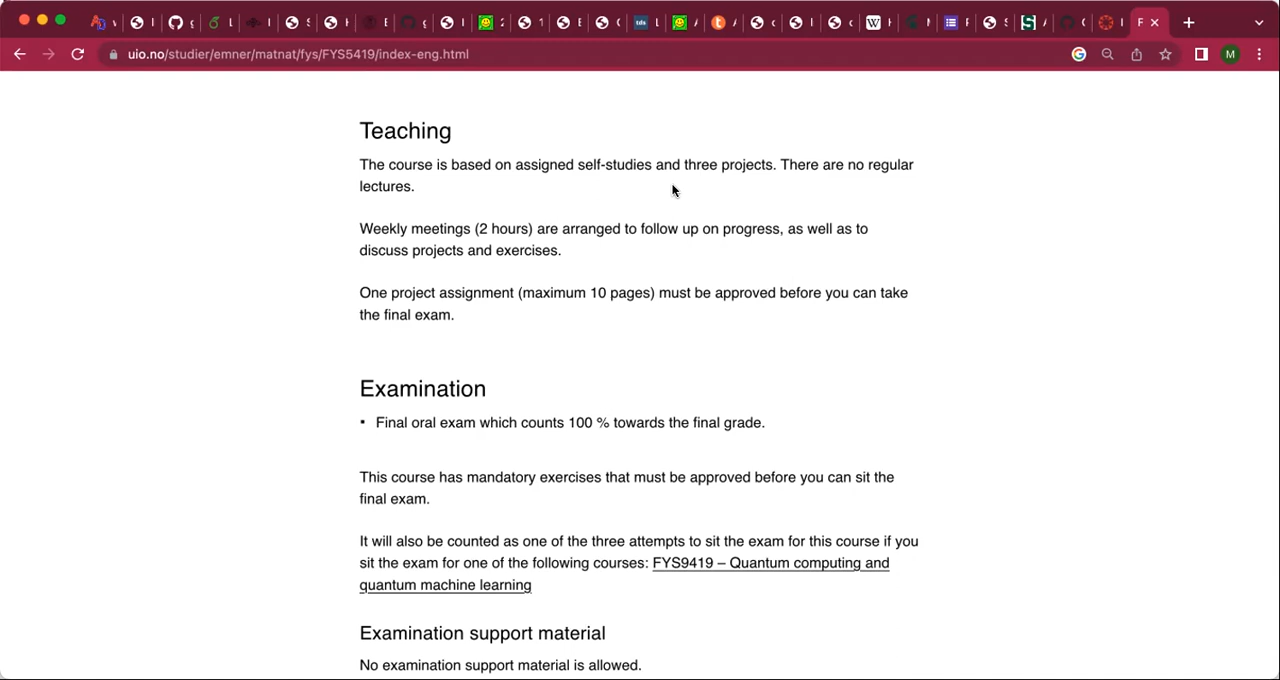 uio.no/studier/emner/matnat/fys/FYS5419/index-eng.html
M
Teaching
The course is based on assigned self-studies and three projects. There are no regular
lectures.
Weekly meetings (2 hours) are arranged to follow up on progress, as well as to
discuss projects and exercises.
One project assignment (maximum 10 pages) must be approved before you can take
the final exam.
Examination
• Final oral exam which counts 100 % towards the final grade.
This course has mandatory exercises that must be approved before you can sit the
final exam.
It will also be counted as one of the three attempts to sit the exam for this course if you
sit the exam for one of the following courses: FYS9419 – Quantum computing and
quantum machine learning
Examination support material
No examination support material is allowed.